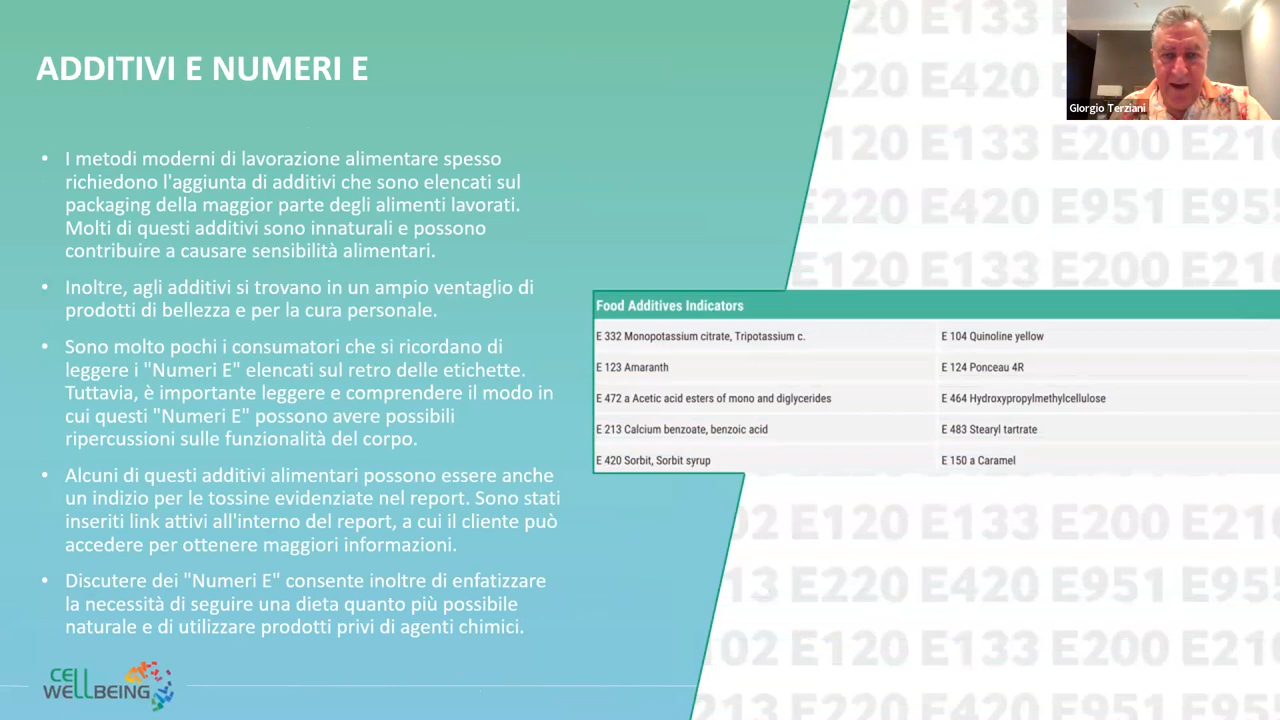 ADDITIVI E NUMERI E
• I metodi moderni di lavorazione alimentare spesso
richiedono l'aggiunta di additivi che sono elencati sul
packaging della maggior parte degli alimenti lavorati.
Molti di questi additivi sono innaturali e possono
contribuire a causare sensibilità alimentari.
• Inoltre, agli additivi si trovano in un ampio ventaglio di
prodotti di bellezza e per la cura personale.
• Sono molto pochi i consumatori che si ricordano di
leggere i "Numeri E" elencati sul retro delle etichette.
Tuttavia, è importante leggere e comprendere il modo in
cui questi "Numeri E" possono avere possibili
ripercussioni sulle funzionalità del corpo.
• Alcuni di questi additivi alimentari possono essere anche
un indizio per le tossine evidenziate nel report. Sono stati
inseriti link attivi all'interno del report, a cui il cliente può
accedere per ottenere maggiori informazioni.
• Discutere dei "Numeri E" consente inoltre di enfatizzare
la necessità di seguire una dieta quanto più possibile
naturale e di utilizzare prodotti privi di agenti chimici.
CELL
WELLBEING
20 E133
220 E420
120 E133 E200 E210
E220 E420 E951 E95
E120 E133 E200 E210
Food Additives Indicators
E 332 Monopotassium citrate, Tripotassium c. E 104 Quinoline yellow
E 123 Amaranth E 124 Ponceau 4R
E 472 a Acetic acid esters of mono and diglycerides E 464 Hydroxypropylmethylcellulose
E 213 Calcium benzoate, benzoic acid E 483 Stearyl tartrate
E 420 Sorbit, Sorbit syrup E 150 a Caramel
02 E120 E133 E200 E210
13 E220 E420 E951 E95
02 E120 E133 E200 E210
213 E220 E420 E951 E95
GIorgio Terziani